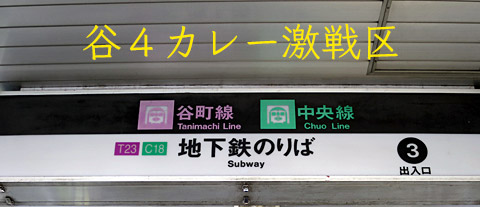 谷4カレー激戦区
谷町線 中央線
Tanimachi Line Chuo Line
T23 C18 地下鉄のりば 3
Subway 出入口